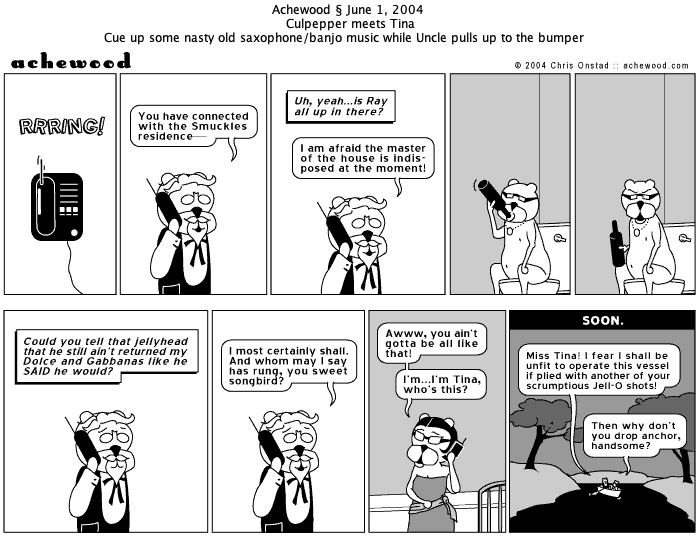 Achewood § June 1, 2004
Culpepper meets Tina
Cue up some nasty old saxophone/banjo music while Uncle pulls up to the bumper
achewood
© 2004 Chris Onstad :: achewood.com
RRRING!
You have connected
with the Smuckles
residence—
Uh, yeah...is Ray
all up in there?
I am afraid the master
of the house is indis-
posed at the moment!
Could you tell that jellyhead
that he still ain't returned my
Dolce and Gabbanas like he
SAID he would?
I most certainly shall.
And whom may I say
has rung, you sweet
songbird?
Awww, you ain't
gotta be all like
that!
I'm...I'm Tina,
who's this?
SOON.
Miss Tina! I fear I shall be
unfit to operate this vessel
if plied with another of your
scrumptious Jell-O shots!
Then why don't
you drop anchor,
handsome?